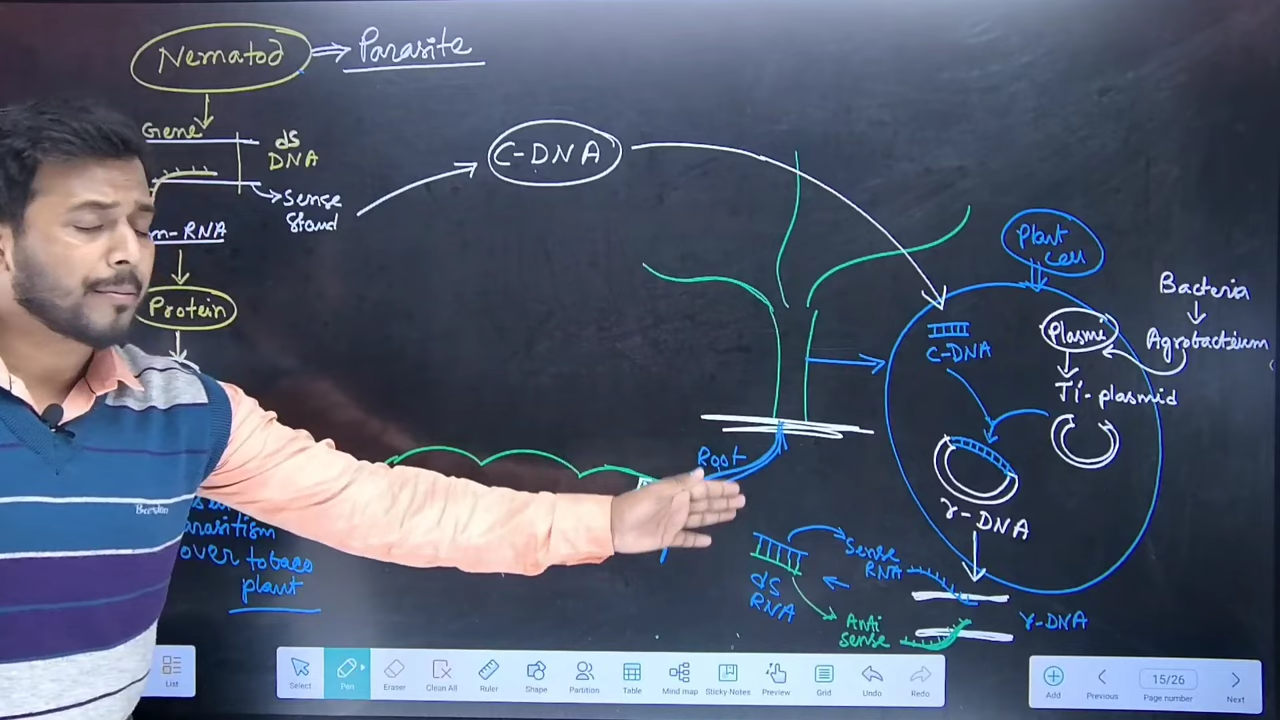 Nematod ⇒ Parasite
Gene
ds
DNA
Sense
Stand
m-RNA
Protein
C-DNA
Plant
Cell
Bacteria
Agrobacteium
Plasmi
Ti-plasmid
C-DNA
r-DNA
Root
Sense
RNA
ds
RNA
Anti
sense
r-DNA
over tobaco
plant
List
Select
Pen
Eraser
Clean All
Ruler
Shape
Partition
Table
Mind map
Sticky-Notes
Preview
Grid
Undo
Redo
Add
Previous
15/26
Page number
Next